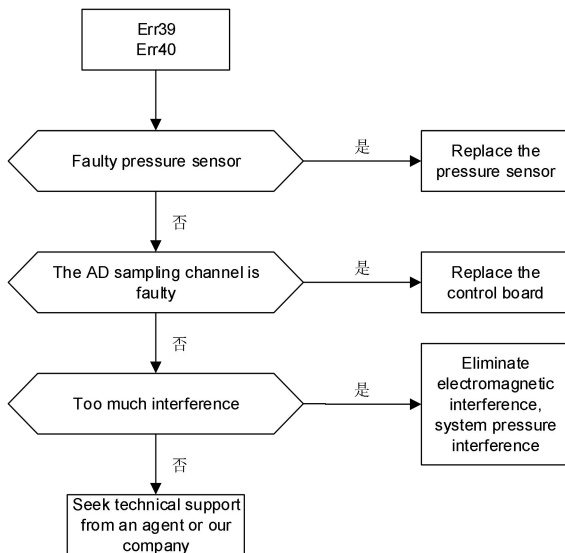 Err39
Err40
Faulty pressure sensor
是
Replace the
pressure sensor
否
The AD sampling channel is
faulty
是
Replace the
control board
否
Too much interference
是
Eliminate
electromagnetic
interference,
system pressure
interference
否
Seek technical support
from an agent or our
company